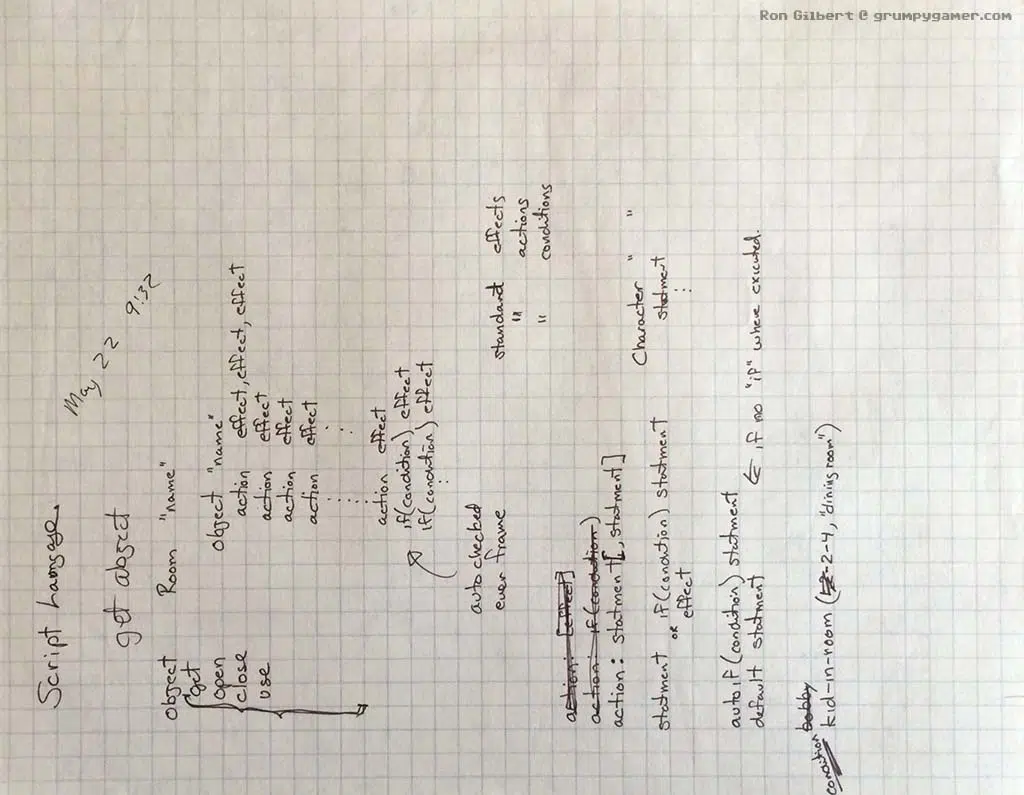 Ron Gilbert @ grumpygamer.com
Script Langage.
May 22 9:32
get abject
Object Room "name"
get
open
close
use
object "name"
action effect, effect, effect
action effect
action effect
action effect
: :
: :
action effect
if(condition) effect
if(condition) effect
:
auto checked
ever frame
standard effects
" actions
" conditions
action: [effect]
action: if(condition)
action: statment[, statment]
statment or if(condition) statment
effect
Character " "
statment
:
auto if(condition) statment
default statment ← if no "if" where exicuted.
condition
bobby
kid-in-room (2-4, "dining room")